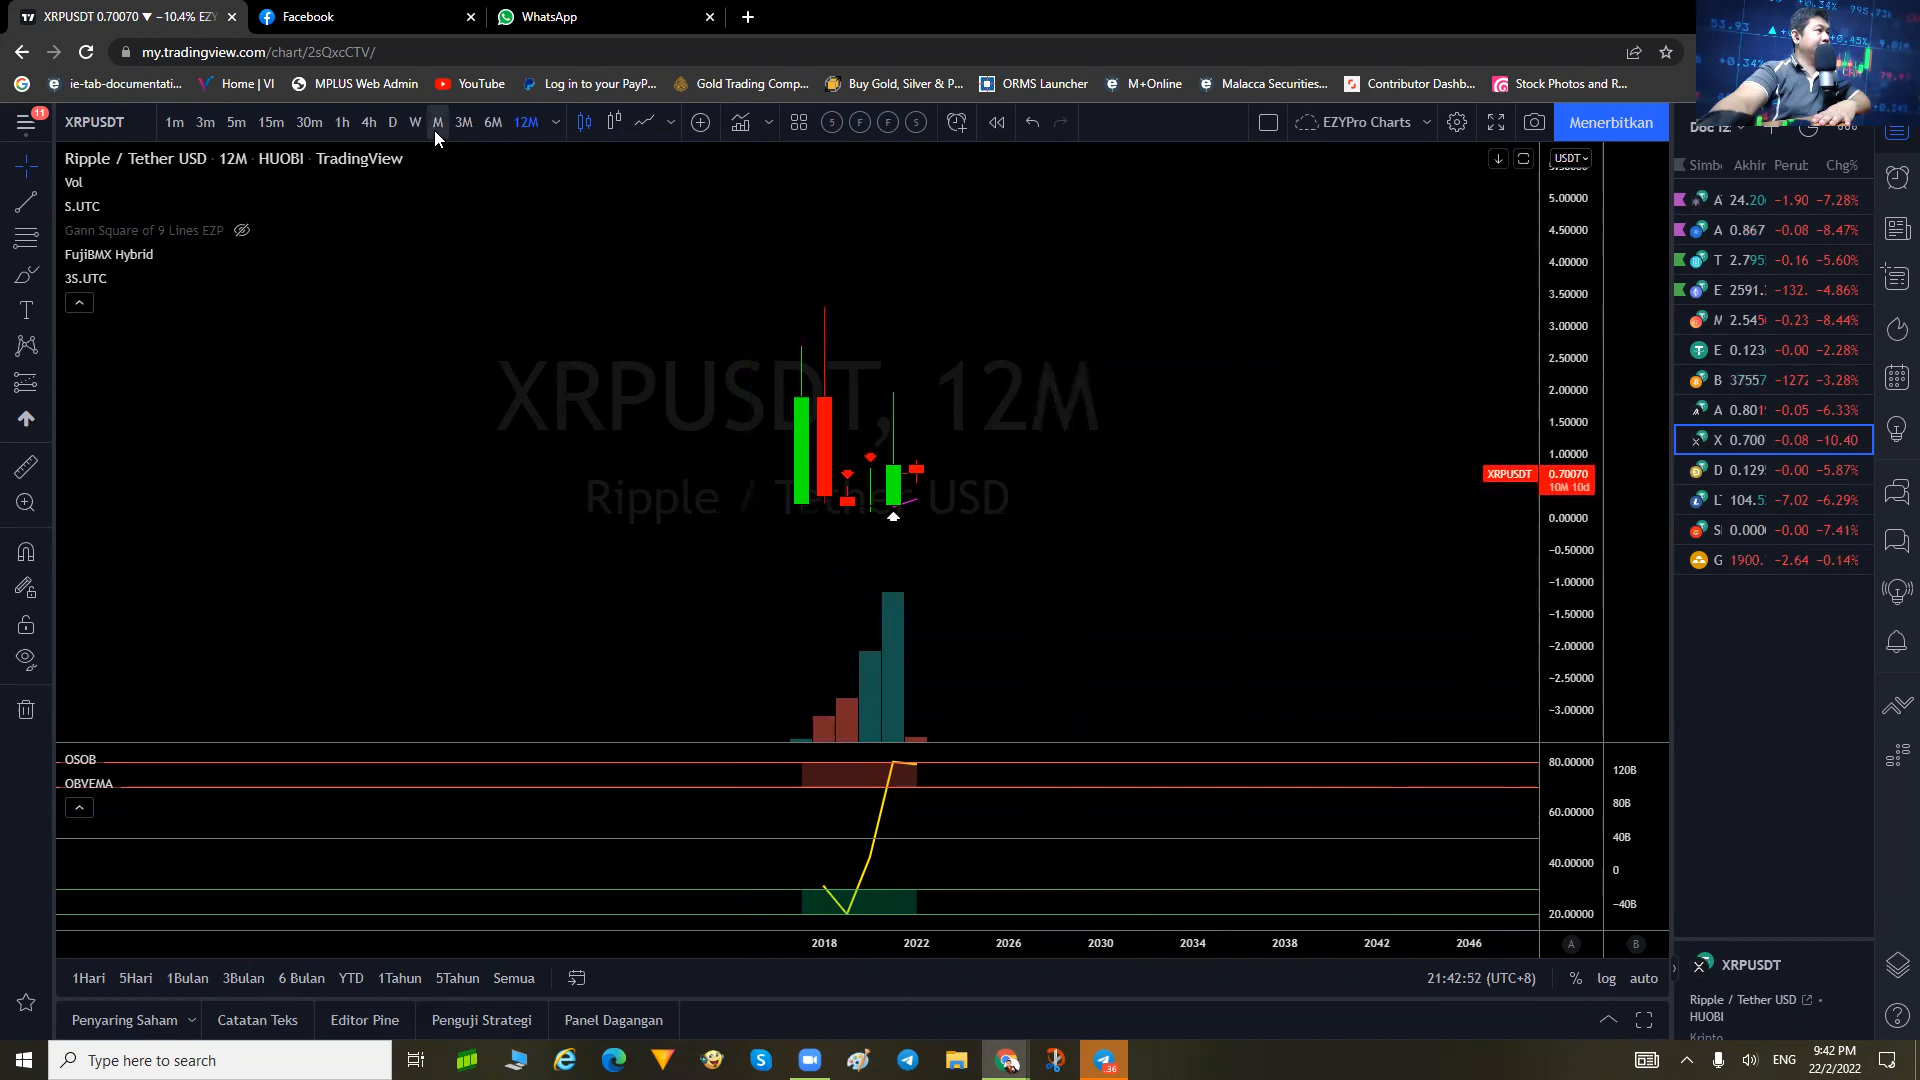 XRPUSDT 0.70070 ▼ −10.4% EZY
Facebook
WhatsApp
my.tradingview.com/chart/2sQxcCTV/
ie-tab-documentati...
Home | VI
MPLUS Web Admin
YouTube
Log in to your PayP...
Gold Trading Comp...
Buy Gold, Silver & P...
ORMS Launcher
M+Online
Malacca Securities...
Contributor Dashb...
Stock Photos and R...
11
XRPUSDT
1m 3m 5m 15m 30m 1h 4h D W M 3M 6M 12M
5 F F S
EZYPro Charts
Menerbitkan
Ripple / Tether USD · 12M · HUOBI · TradingView
Vol
S.UTC
Gann Square of 9 Lines EZP
FujiBMX Hybrid
3S.UTC
XRPUSDT, 12M
Ripple / Tether USD
USDT
5.00000
4.50000
4.00000
3.50000
3.00000
2.50000
2.00000
1.50000
1.00000
XRPUSDT 0.70070
10M 10d
0.00000
−0.50000
−1.00000
−1.50000
−2.00000
−2.50000
−3.00000
OSOB
OBVEMA
80.00000
60.00000
40.00000
20.00000
120B
80B
40B
0
−40B
2018 2022 2026 2030 2034 2038 2042 2046
A B
1Hari 5Hari 1Bulan 3Bulan 6 Bulan YTD 1Tahun 5Tahun Semua
21:42:52 (UTC+8) % log auto
Penyaring Saham
Catatan Teks
Editor Pine
Penguji Strategi
Panel Dagangan
Simbo Akhir Perub Chg%
A 24.20 −1.90 −7.28%
A 0.867 −0.08 −8.47%
T 2.795 −0.16 −5.60%
E 2591. −132. −4.86%
M 2.545 −0.23 −8.44%
E 0.123 −0.00 −2.28%
B 37557 −1272 −3.28%
A 0.801 −0.05 −6.33%
X 0.700 −0.08 −10.40
D 0.129 −0.00 −5.87%
L 104.5 −7.02 −6.29%
S 0.000 −0.00 −7.41%
G 1900. −2.64 −0.14%
XRPUSDT
Ripple / Tether USD
HUOBI
Kripto
Type here to search
36
ENG
9:42 PM
22/2/2022